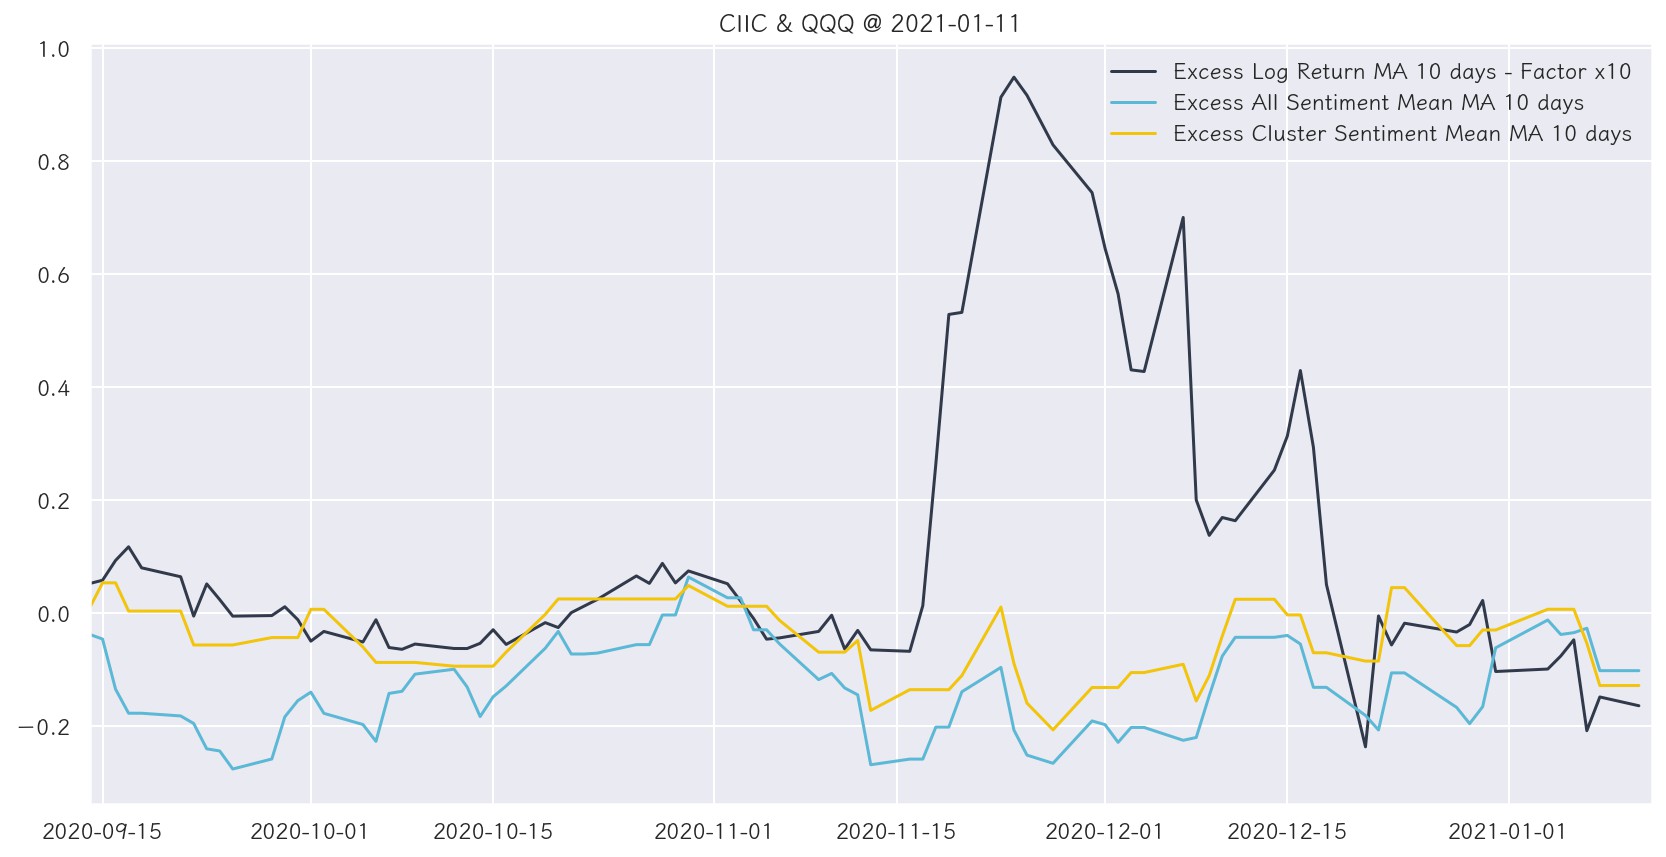 CIIC & QQQ @ 2021-01-11
Excess Log Return MA 10 days - Factor x10
Excess All Sentiment Mean MA 10 days
Excess Cluster Sentiment Mean MA 10 days
1.0
0.8
0.6
0.4
0.2
0.0
−0.2
2020-09-15 2020-10-01 2020-10-15 2020-11-01 2020-11-15 2020-12-01 2020-12-15 2021-01-01